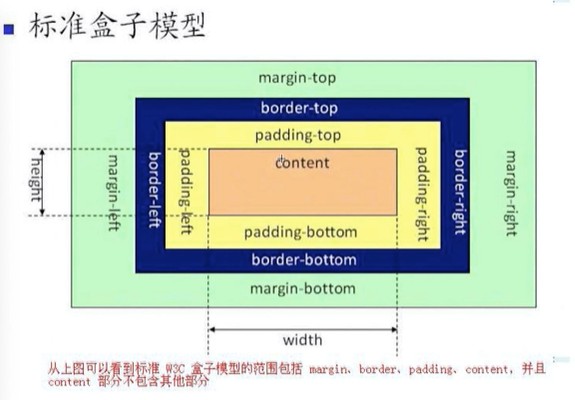 标准盒子模型
margin-top
border-top
padding-top
content
height
margin-left
border-left
padding-left
padding-right
border-right
margin-right
padding-bottom
border-bottom
margin-bottom
width
从上图可以看到标准 W3C 盒子模型的范围包括 margin、border、padding、content, 并且
content 部分不包含其他部分